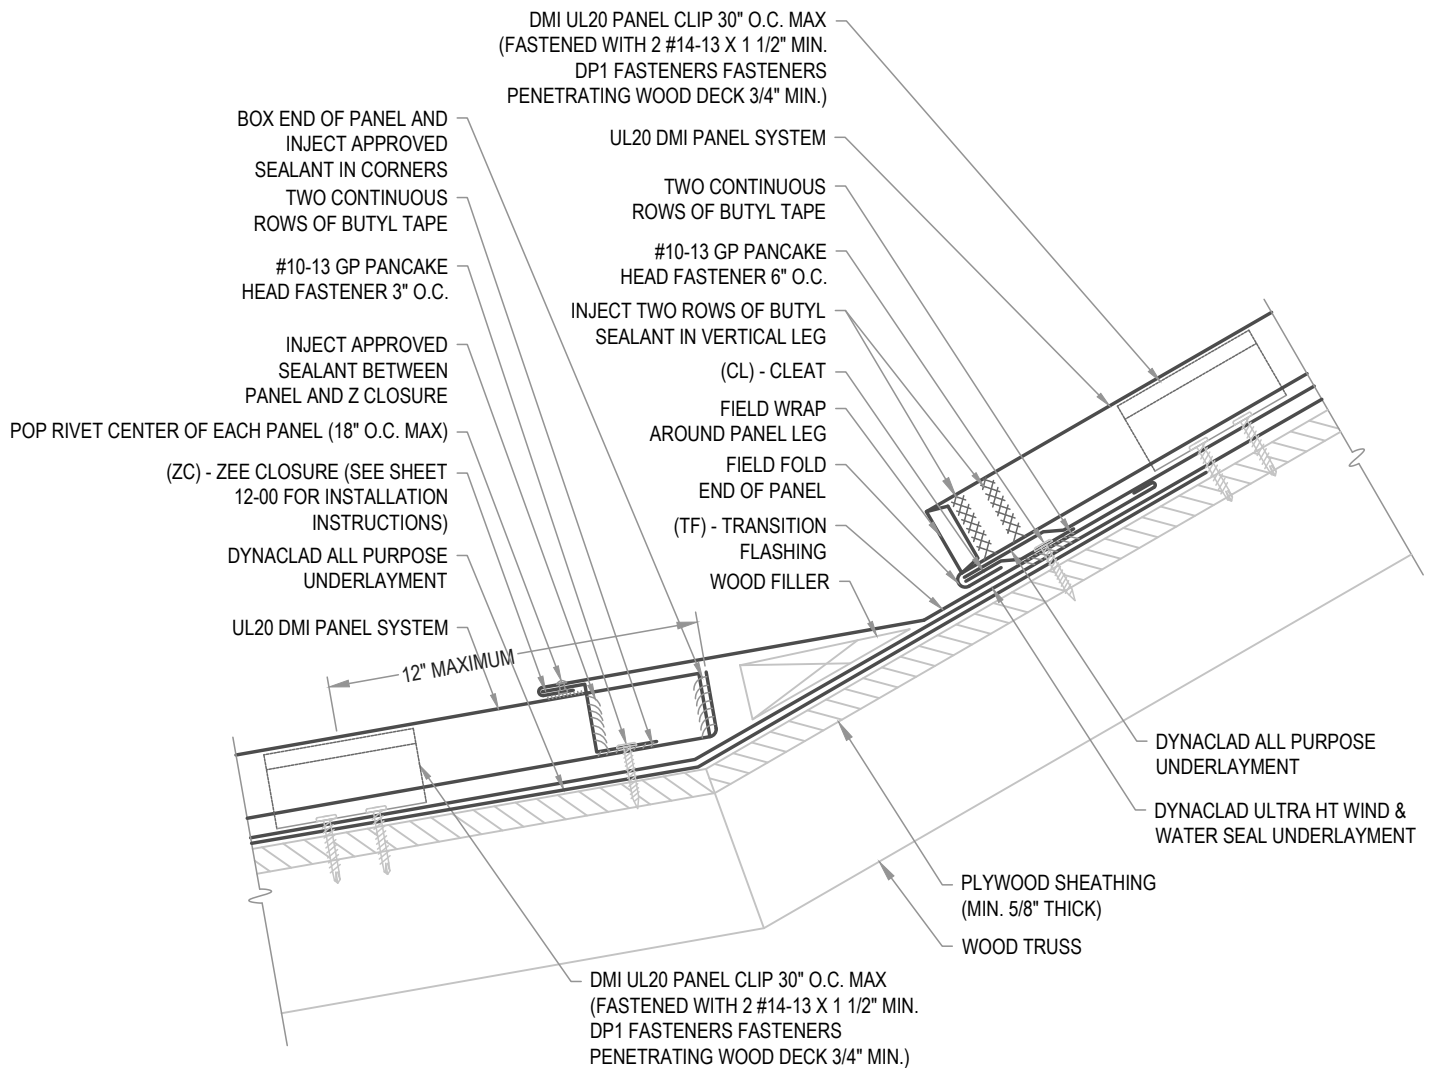 DMI UL20 PANEL CLIP 30" O.C. MAX
(FASTENED WITH 2 #14-13 X 1 1/2" MIN.
DP1 FASTENERS FASTENERS
PENETRATING WOOD DECK 3/4" MIN.)
UL20 DMI PANEL SYSTEM
TWO CONTINUOUS
ROWS OF BUTYL TAPE
#10-13 GP PANCAKE
HEAD FASTENER 6" O.C.
INJECT TWO ROWS OF BUTYL
SEALANT IN VERTICAL LEG
(CL) - CLEAT
FIELD WRAP
AROUND PANEL LEG
FIELD FOLD
END OF PANEL
(TF) - TRANSITION
FLASHING
WOOD FILLER
BOX END OF PANEL AND
INJECT APPROVED
SEALANT IN CORNERS
TWO CONTINUOUS
ROWS OF BUTYL TAPE
#10-13 GP PANCAKE
HEAD FASTENER 3" O.C.
INJECT APPROVED
SEALANT BETWEEN
PANEL AND Z CLOSURE
POP RIVET CENTER OF EACH PANEL (18" O.C. MAX)
(ZC) - ZEE CLOSURE (SEE SHEET
12-00 FOR INSTALLATION
INSTRUCTIONS)
DYNACLAD ALL PURPOSE
UNDERLAYMENT
UL20 DMI PANEL SYSTEM
12" MAXIMUM
DYNACLAD ALL PURPOSE
UNDERLAYMENT
DYNACLAD ULTRA HT WIND &
WATER SEAL UNDERLAYMENT
PLYWOOD SHEATHING
(MIN. 5/8" THICK)
WOOD TRUSS
DMI UL20 PANEL CLIP 30" O.C. MAX
(FASTENED WITH 2 #14-13 X 1 1/2" MIN.
DP1 FASTENERS FASTENERS
PENETRATING WOOD DECK 3/4" MIN.)